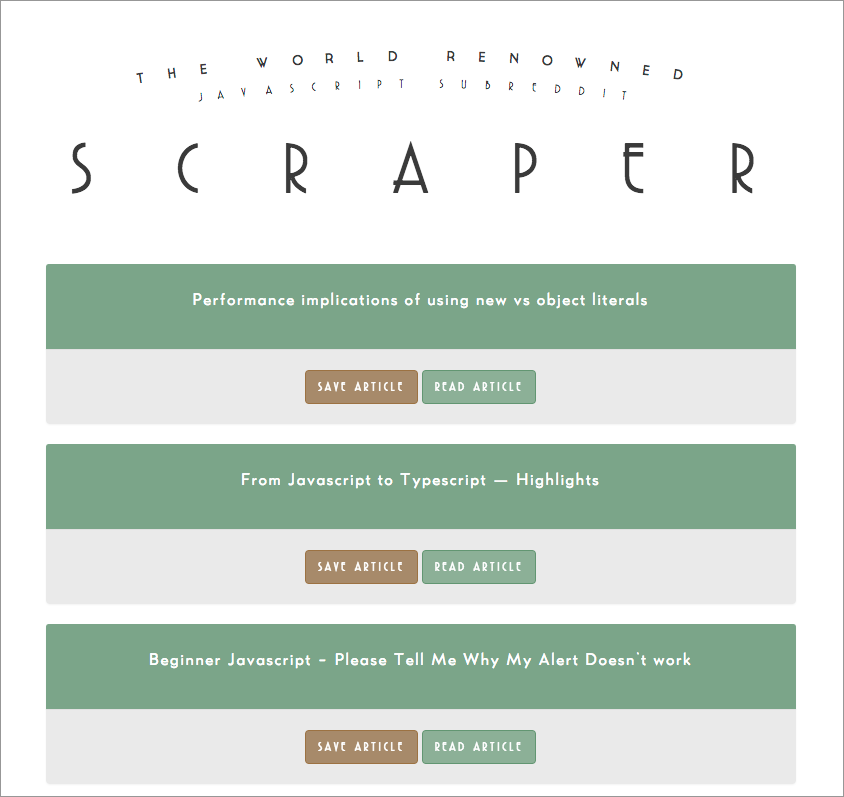 THE WORLD RENOWNED
JAVASCRIPT SUBREDDIT
SCRAPER
Performance implications of using new vs object literals
SAVE ARTICLE READ ARTICLE
From Javascript to Typescript — Highlights
SAVE ARTICLE READ ARTICLE
Beginner Javascript - Please Tell Me Why My Alert Doesn't work
SAVE ARTICLE READ ARTICLE